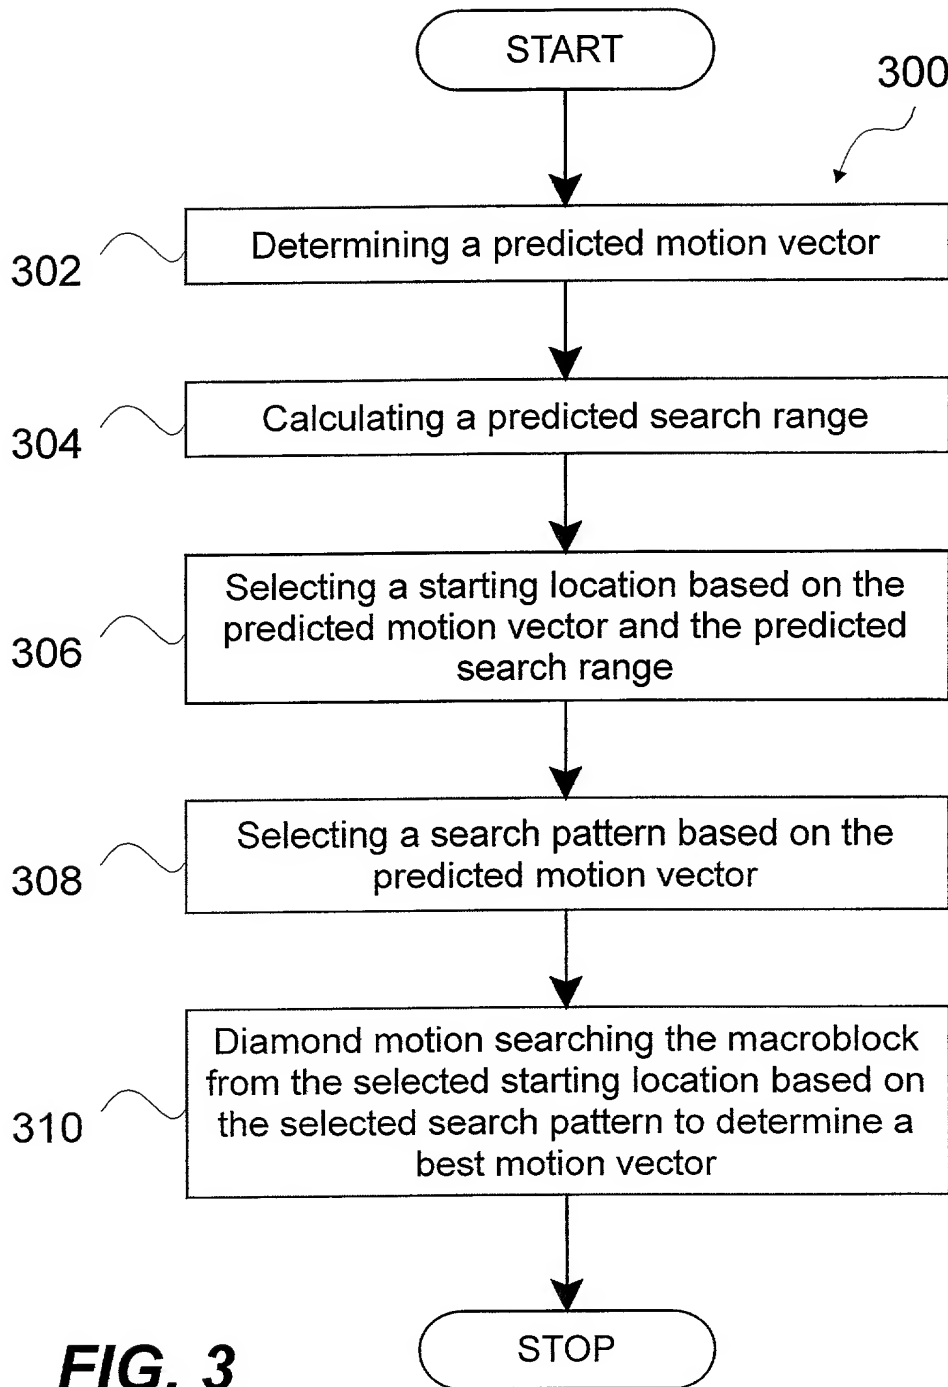 START
300
302
Determining a predicted motion vector
304
Calculating a predicted search range
306
Selecting a starting location based on the
predicted motion vector and the predicted
search range
308
Selecting a search pattern based on the
predicted motion vector
310
Diamond motion searching the macroblock
from the selected starting location based on
the selected search pattern to determine a
best motion vector
STOP
FIG. 3